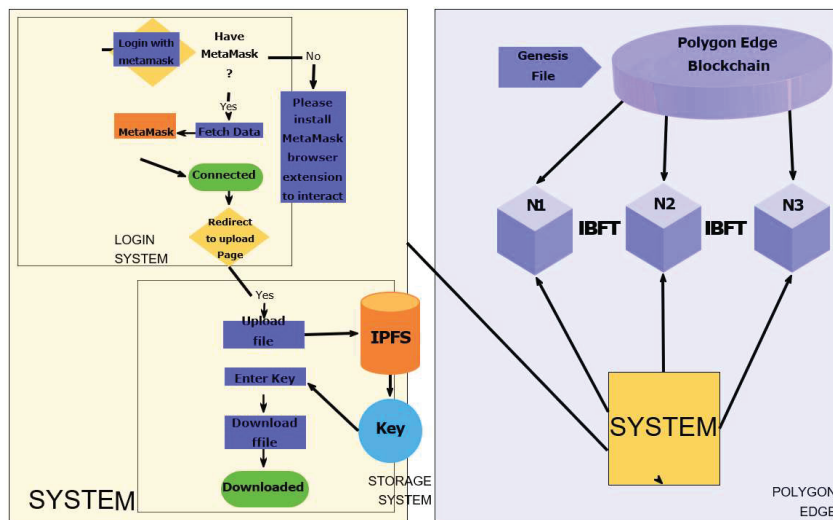 Login with
metamask
Have
MetaMask
?
No
Yes
MetaMask
Fetch Data
Please
install
MetaMask
browser
extension
to interact
Connected
Redirect
to upload
Page
LOGIN
SYSTEM
Yes
Upload
file
IPFS
Enter Key
Key
Download
ffile
Downloaded
STORAGE
SYSTEM
SYSTEM
Genesis
File
Polygon Edge
Blockchain
N1
IBFT
N2
IBFT
N3
SYSTEM
POLYGON
EDGE